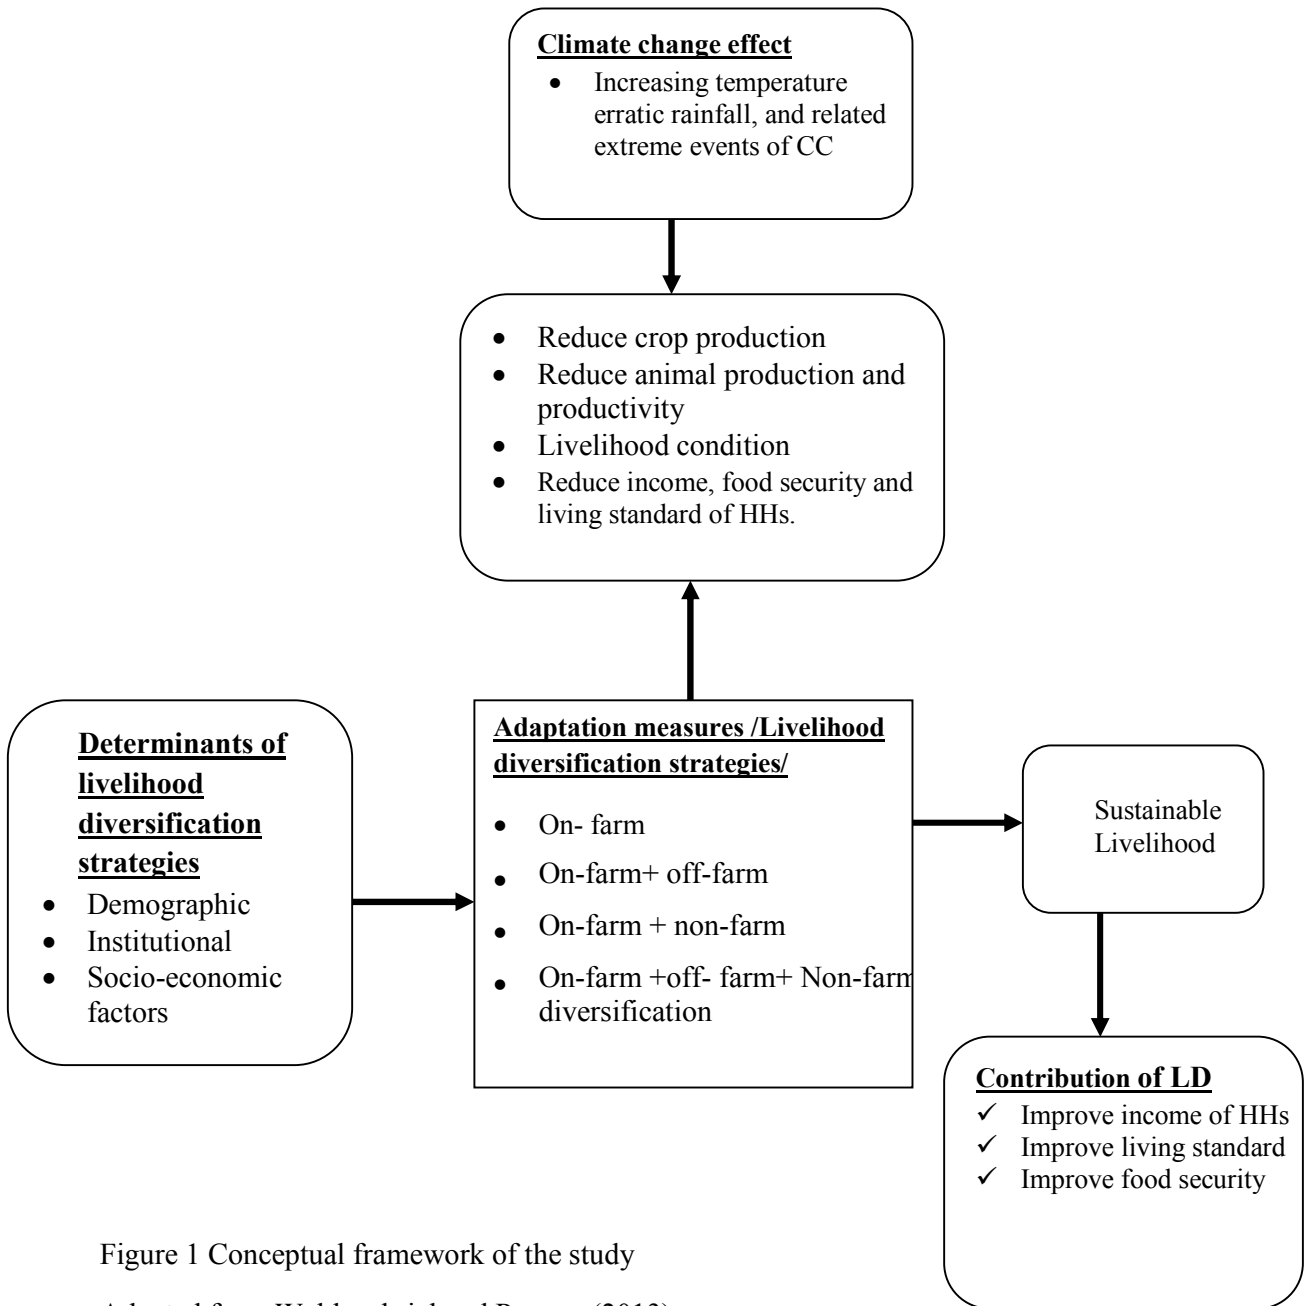 Climate change effect
• Increasing temperature
erratic rainfall, and related
extreme events of CC
• Reduce crop production
• Reduce animal production and
productivity
• Livelihood condition
• Reduce income, food security and
living standard of HHs.
Determinants of
livelihood
diversification
strategies
• Demographic
• Institutional
• Socio-economic
factors
Adaptation measures /Livelihood
diversification strategies/
• On- farm
• On-farm+ off-farm
• On-farm + non-farm
• On-farm +off- farm+ Non-farm
diversification
Sustainable
Livelihood
Contribution of LD
✓ Improve income of HHs
✓ Improve living standard
✓ Improve food security
Figure 1 Conceptual framework of the study